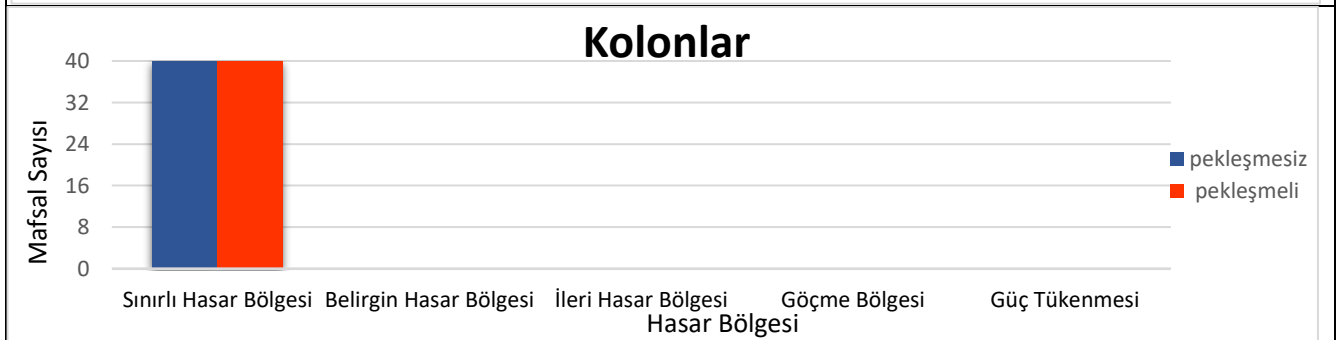 Kolonlar
Mafsal Sayısı
40
32
24
16
8
0
Sınırlı Hasar Bölgesi Belirgin Hasar Bölgesi İleri Hasar Bölgesi Göçme Bölgesi Güç Tükenmesi
Hasar Bölgesi
pekleşmesiz
pekleşmeli